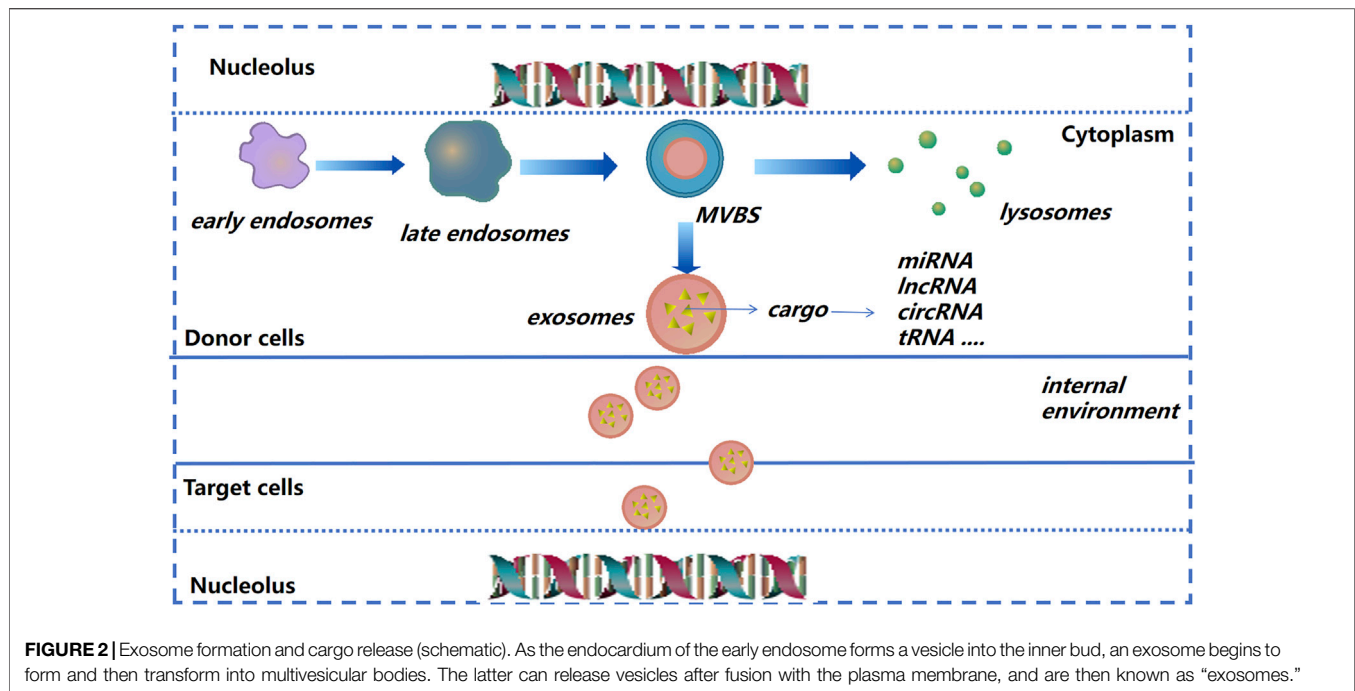 Nucleolus
Cytoplasm
early endosomes
late endosomes
MVBS
lysosomes
miRNA
lncRNA
circRNA
tRNA ....
exosomes
cargo
Donor cells
internal
environment
Target cells
Nucleolus
FIGURE 2 | Exosome formation and cargo release (schematic). As the endocardium of the early endosome forms a vesicle into the inner bud, an exosome begins to
form and then transform into multivesicular bodies. The latter can release vesicles after fusion with the plasma membrane, and are then known as “exosomes.”